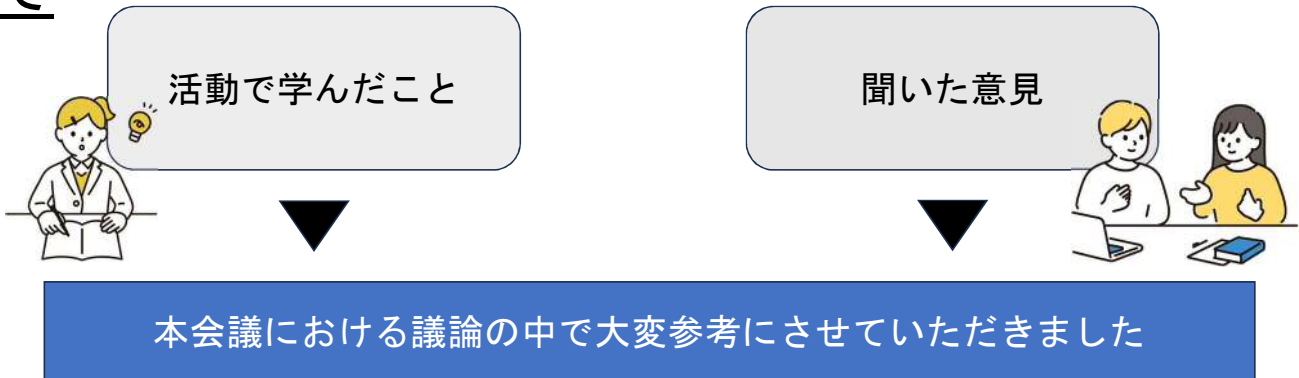 て
活動で学んだこと
聞いた意見
本会議における議論の中で大変参考にさせていただきました